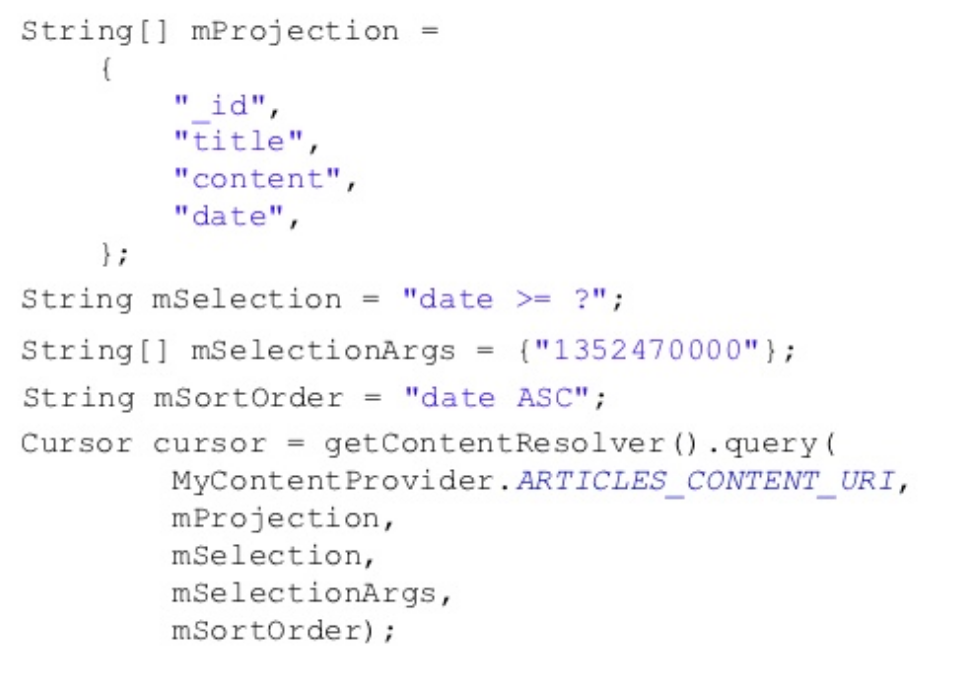 String[] mProjection =
{
"_id",
"title",
"content",
"date",
};
String mSelection = "date >= ?";
String[] mSelectionArgs = {"1352470000"};
String mSortOrder = "date ASC";
Cursor cursor = getContentResolver().query(
MyContentProvider.ARTICLES_CONTENT_URI,
mProjection,
mSelection,
mSelectionArgs,
mSortOrder);